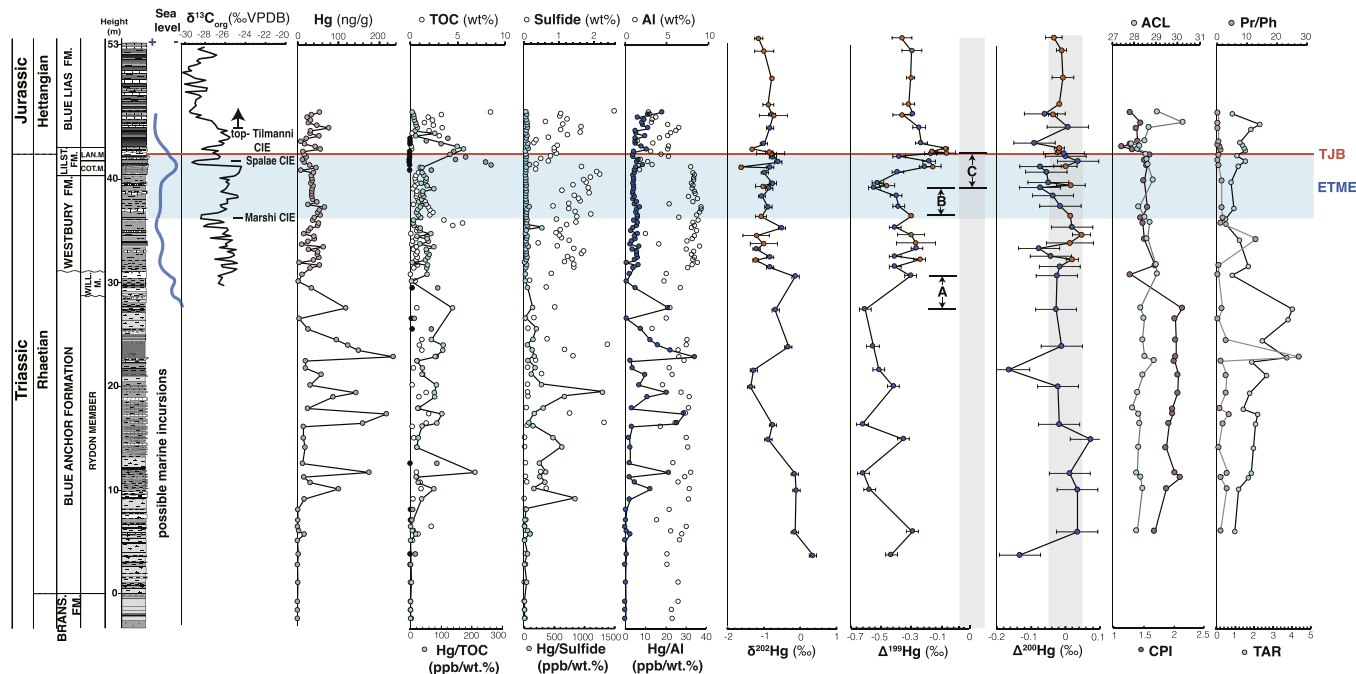 Height (m)
Sea level
+ -
δ13Corg(‰VPDB)
-30 -28 -26 -24 -22 -20
Hg (ng/g)
0 100 200
TOC (wt%)
0 5 10
Sulfide (wt%)
0 1 2
Al (wt%)
0 5 10
ACL
27 28 29 30 31
Pr/Ph
0 10 20 30
Jurassic
Hettangian
BLUE LIAS FM.
Triassic
Rhaetian
LILST. FM.
LAN.M.
COT.M.
WESTBURY FM.
WILL. M.
BLUE ANCHOR FORMATION
RYDON MEMBER
BRANS. FM.
53
40
30
20
10
0
possible marine incursions
top- Tilmanni CIE
Spalae CIE
Marshi CIE
TJB
ETME
C
B
A
0 100 200 300
Hg/TOC (ppb/wt.%)
0 500 1000 1500
Hg/Sulfide (ppb/wt.%)
0 10 20 30 40
Hg/Al (ppb/wt.%)
-2 -1 0 1
δ202Hg (‰)
-0.7 -0.5 -0.3 -0.1 0
Δ199Hg (‰)
-0.2 -0.1 0 0.1
Δ200Hg (‰)
1 1.5 2 2.5
CPI
0 1 2 3 4 5
TAR